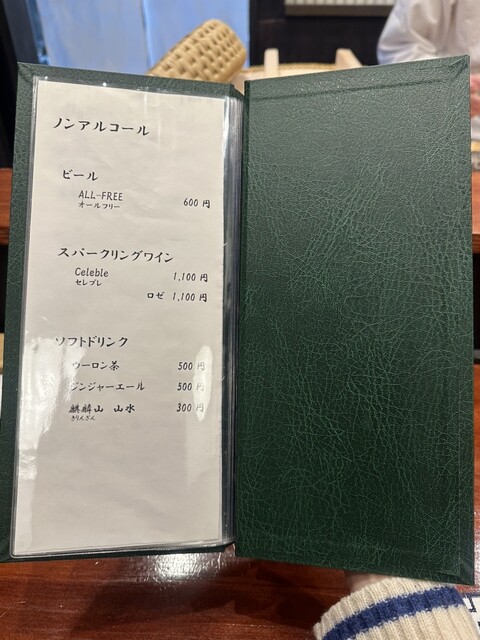 ノンアルコール
ビール
ALL-FREE
オールフリー 600 円
スパークリングワイン
Celeble 1,100 円
セレブレ
ロゼ 1,100 円
ソフトドリンク
ウーロン茶 500 円
ジンジャーエール 500 円
麒麟山 山水 300 円
きりんざん